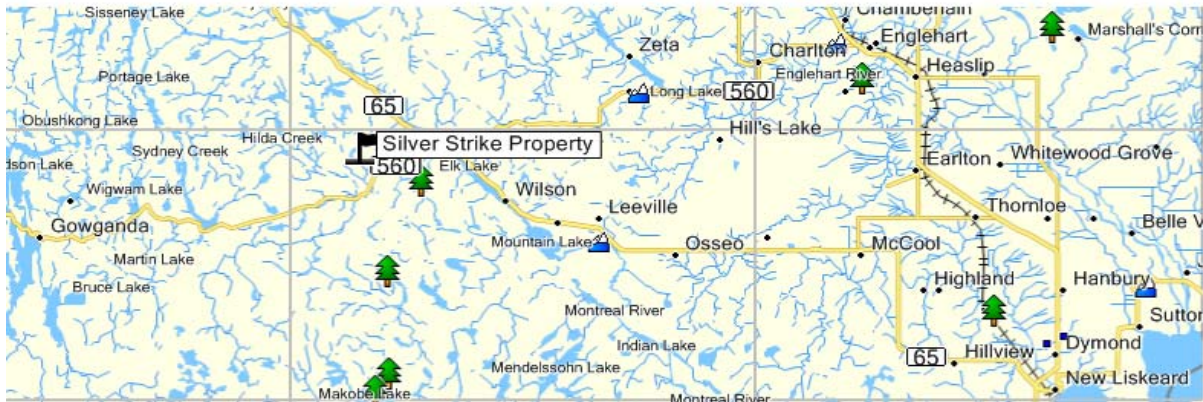 Sisseney Lake
Chamberlain
Marshall's Corn
Zeta
Charlton
Englehart
Portage Lake
Englehart River
Heaslip
65
Long Lake
560
Obushkong Lake
Hilda Creek
Silver Strike Property
Hill's Lake
Sydney Creek
dson Lake
560
Elk Lake
Earlton
Whitewood Grove
Wigwam Lake
Wilson
Leeville
Thornloe
Gowganda
Belle V
Mountain Lake
Osseo
McCool
Martin Lake
Bruce Lake
Highland
Hanbury
Montreal River
Sutton
Indian Lake
65
Hillview
Dymond
Mendelssohn Lake
Makobe Lake
New Liskeard
Montreal River